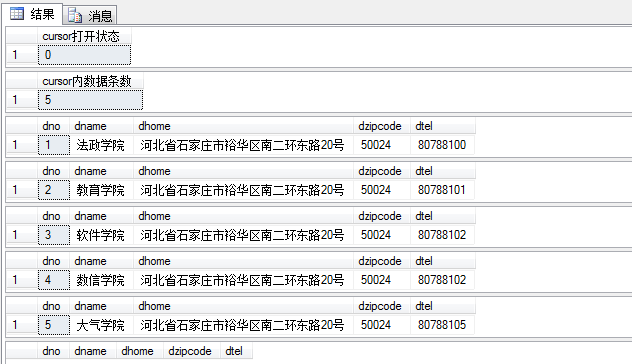 结果 消息
cursor打开状态
1 0
cursor内数据条数
1 5
dno dname dhome dzipcode dtel
1 1 法政学院 河北省石家庄市裕华区南二环东路20号 50024 80788100
dno dname dhome dzipcode dtel
1 2 教育学院 河北省石家庄市裕华区南二环东路20号 50024 80788101
dno dname dhome dzipcode dtel
1 3 软件学院 河北省石家庄市裕华区南二环东路20号 50024 80788102
dno dname dhome dzipcode dtel
1 4 数信学院 河北省石家庄市裕华区南二环东路20号 50024 80788102
dno dname dhome dzipcode dtel
1 5 大气学院 河北省石家庄市裕华区南二环东路20号 50024 80788105
dno dname dhome dzipcode dtel